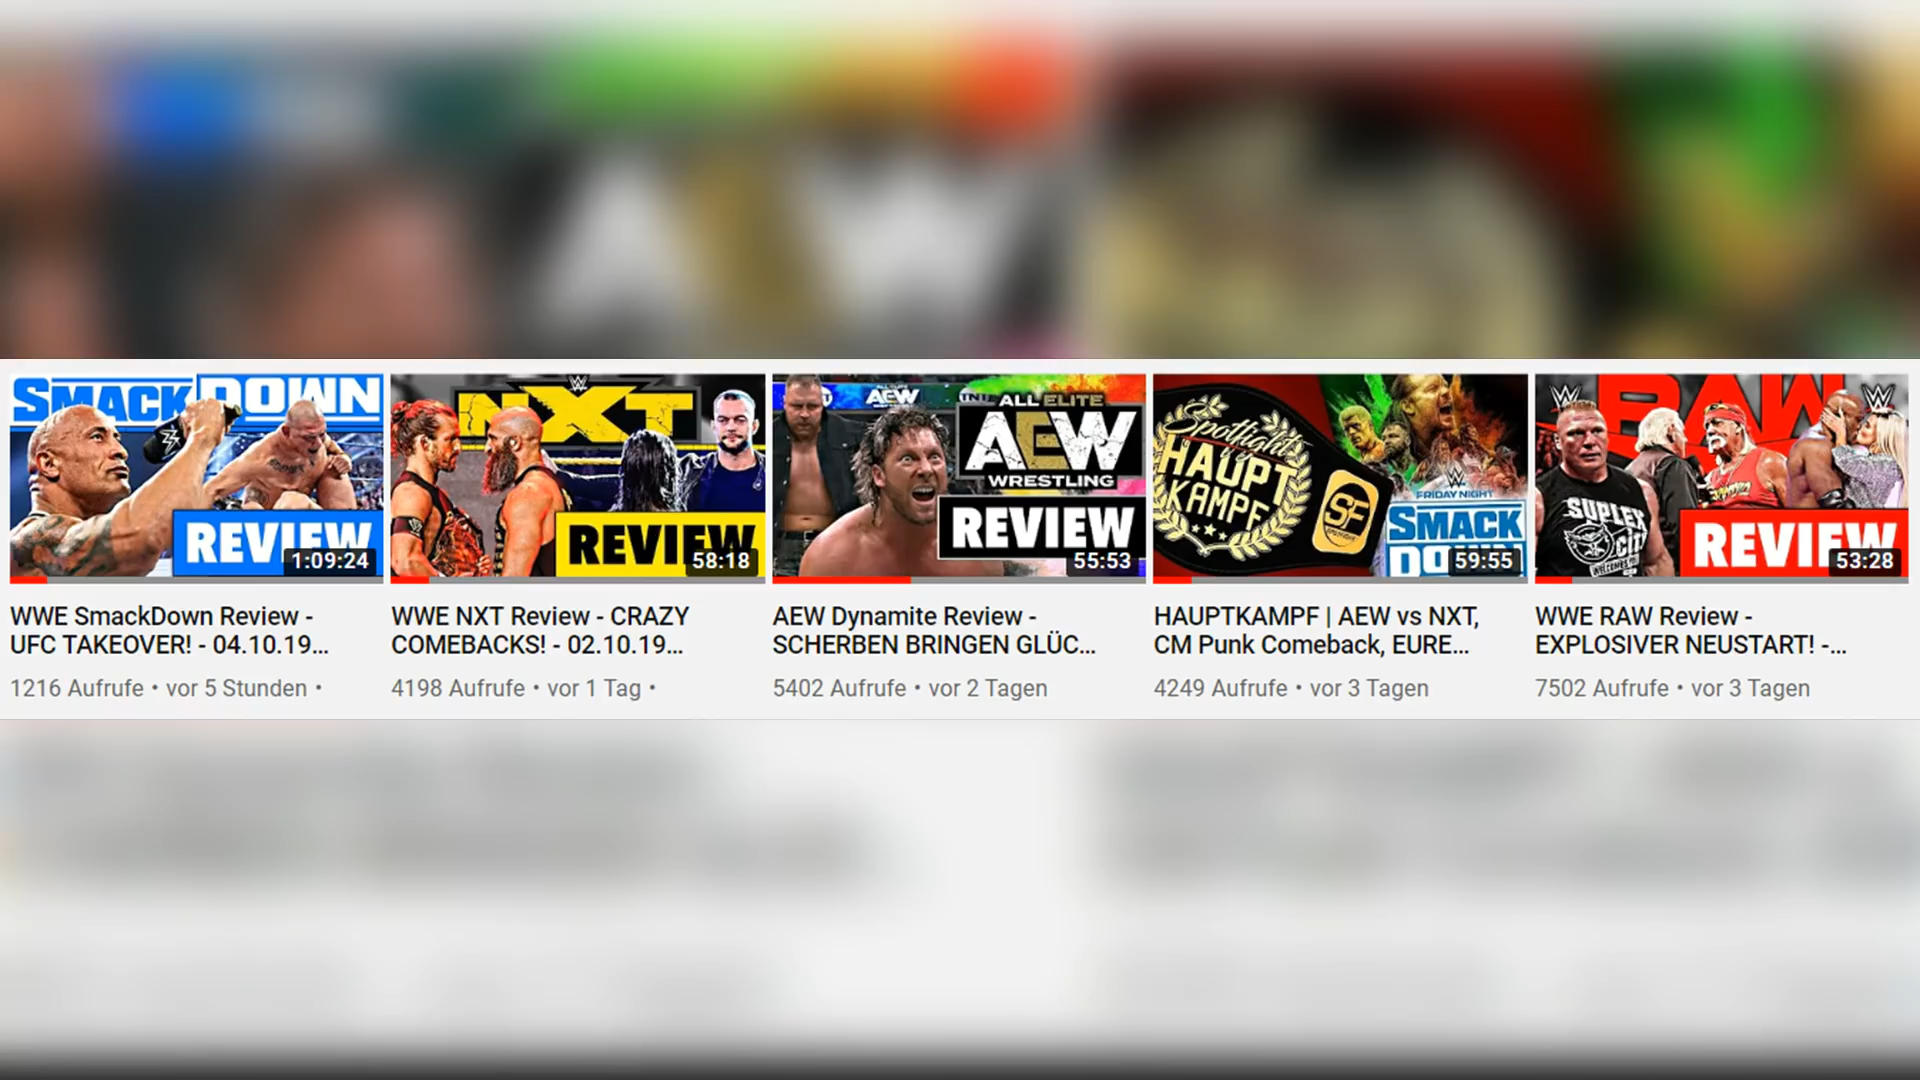 SMACKDOWN
REVIEW
1:09:24
WWE SmackDown Review -
UFC TAKEOVER! - 04.10.19...
1216 Aufrufe • vor 5 Stunden •
NXT
REVIEW
58:18
WWE NXT Review - CRAZY
COMEBACKS! - 02.10.19...
4198 Aufrufe • vor 1 Tag •
AEW
ALL ELITE
AEW
WRESTLING
REVIEW
55:53
AEW Dynamite Review -
SCHERBEN BRINGEN GLÜC...
5402 Aufrufe • vor 2 Tagen
Spotfight
HAUPT
KAMPF
SF
FRIDAY NIGHT
SMACK
DOWN
59:55
HAUPTKAMPF | AEW vs NXT,
CM Punk Comeback, EURE...
4249 Aufrufe • vor 3 Tagen
RAW
SUPLEX
CITY
REVIEW
53:28
WWE RAW Review -
EXPLOSIVER NEUSTART! -...
7502 Aufrufe • vor 3 Tagen